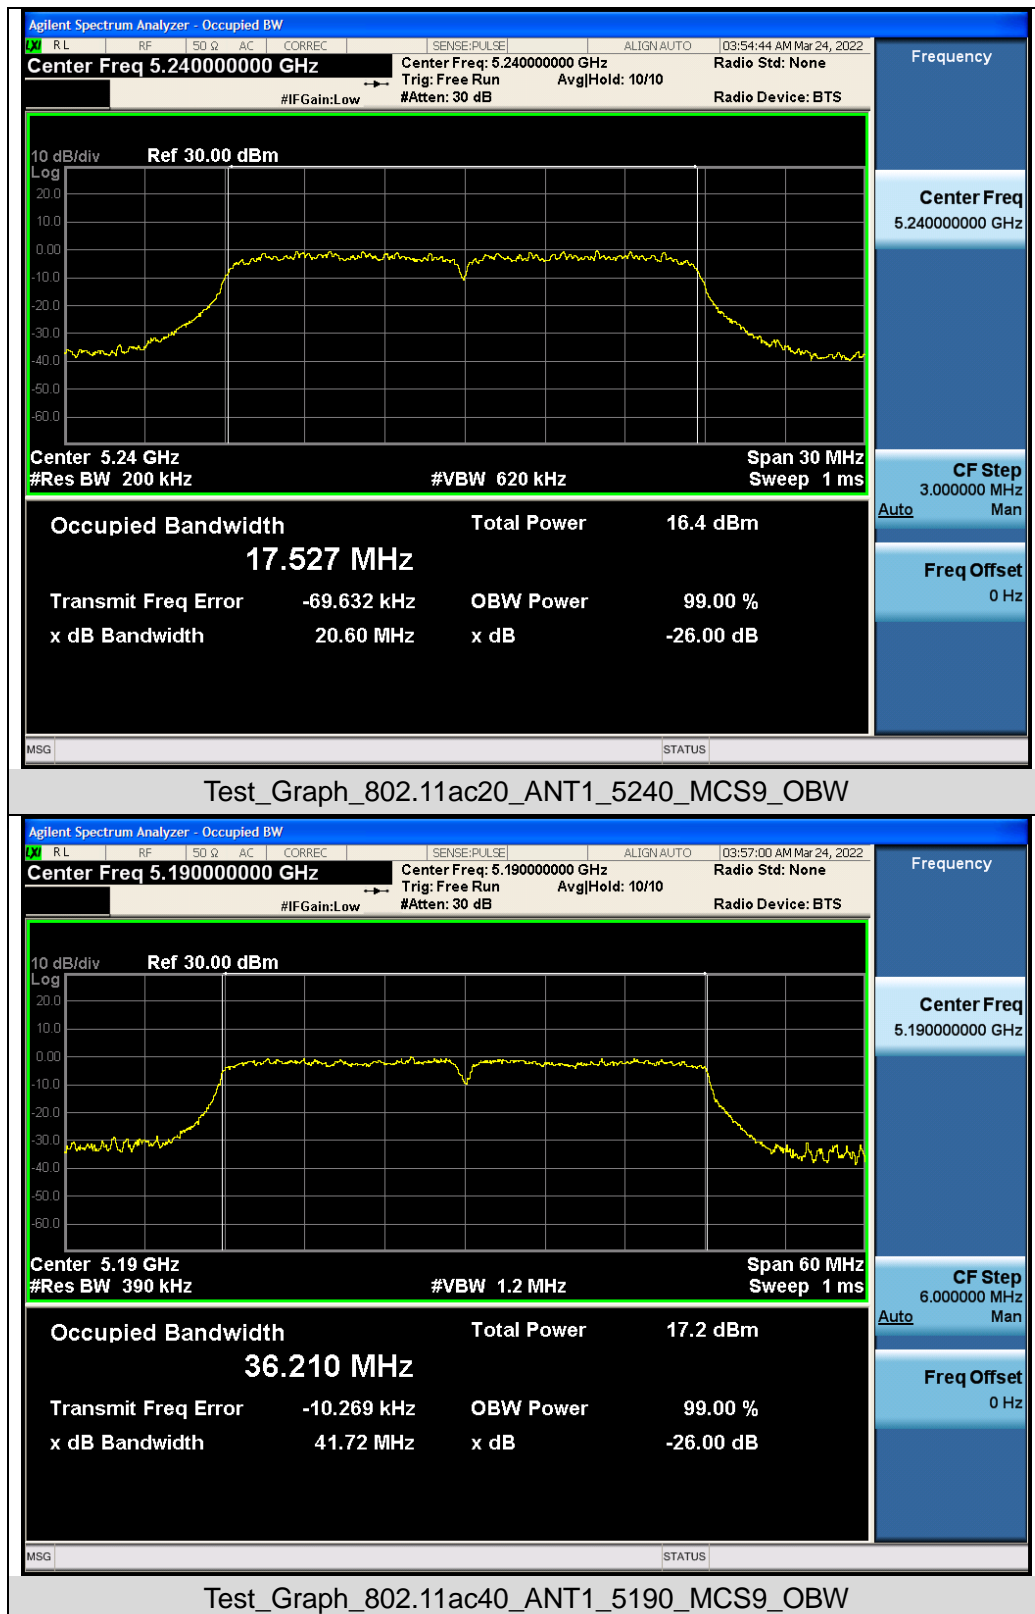 Agilent Spectrum Analyzer - Occupied BW
LXI RL RF 50 Ω AC CORREC SENSE:PULSE ALIGN AUTO 03:54:44 AM Mar 24, 2022
Center Freq 5.240000000 GHz
Center Freq: 5.240000000 GHz
Radio Std: None
Trig: Free Run Avg|Hold: 10/10
#IFGain:Low #Atten: 30 dB Radio Device: BTS
Frequency
10 dB/div Ref 30.00 dBm
Log
20.0
10.0
0.00
-10.0
-20.0
-30.0
-40.0
-50.0
-60.0
Center 5.24 GHz Span 30 MHz
#Res BW 200 kHz #VBW 620 kHz Sweep 1 ms
Center Freq
5.240000000 GHz
CF Step
3.000000 MHz
Auto Man
Freq Offset
0 Hz
Occupied Bandwidth Total Power 16.4 dBm
17.527 MHz
Transmit Freq Error -69.632 kHz OBW Power 99.00 %
x dB Bandwidth 20.60 MHz x dB -26.00 dB
MSG STATUS
Test_Graph_802.11ac20_ANT1_5240_MCS9_OBW
Agilent Spectrum Analyzer - Occupied BW
LXI RL RF 50 Ω AC CORREC SENSE:PULSE ALIGN AUTO 03:57:00 AM Mar 24, 2022
Center Freq 5.190000000 GHz
Center Freq: 5.190000000 GHz
Radio Std: None
Trig: Free Run Avg|Hold: 10/10
#IFGain:Low #Atten: 30 dB Radio Device: BTS
Frequency
10 dB/div Ref 30.00 dBm
Log
20.0
10.0
0.00
-10.0
-20.0
-30.0
-40.0
-50.0
-60.0
Center 5.19 GHz Span 60 MHz
#Res BW 390 kHz #VBW 1.2 MHz Sweep 1 ms
Center Freq
5.190000000 GHz
CF Step
6.000000 MHz
Auto Man
Freq Offset
0 Hz
Occupied Bandwidth Total Power 17.2 dBm
36.210 MHz
Transmit Freq Error -10.269 kHz OBW Power 99.00 %
x dB Bandwidth 41.72 MHz x dB -26.00 dB
MSG STATUS
Test_Graph_802.11ac40_ANT1_5190_MCS9_OBW